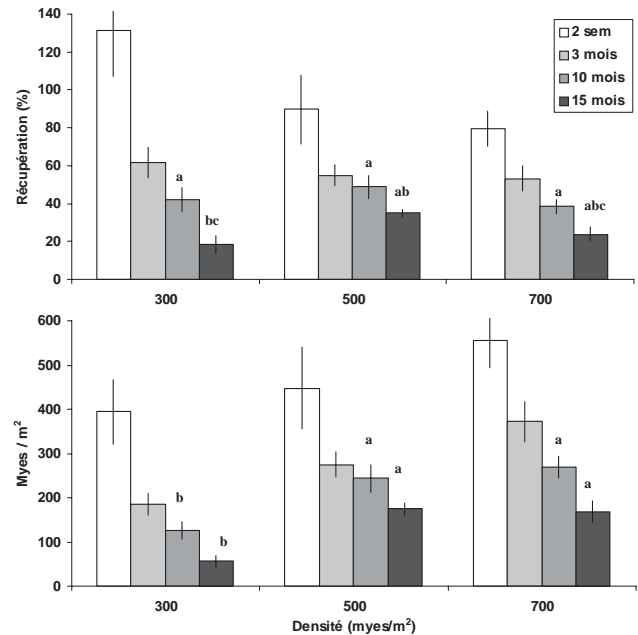 140
120
100
80
60
40
20
0
Récupération (%)
2 sem
3 mois
10 mois
15 mois
a
bc
a
ab
a
abc
300
500
700
600
500
400
300
200
100
0
Myes / m²
b
b
a
a
a
a
300
500
700
Densité (myes/m²)